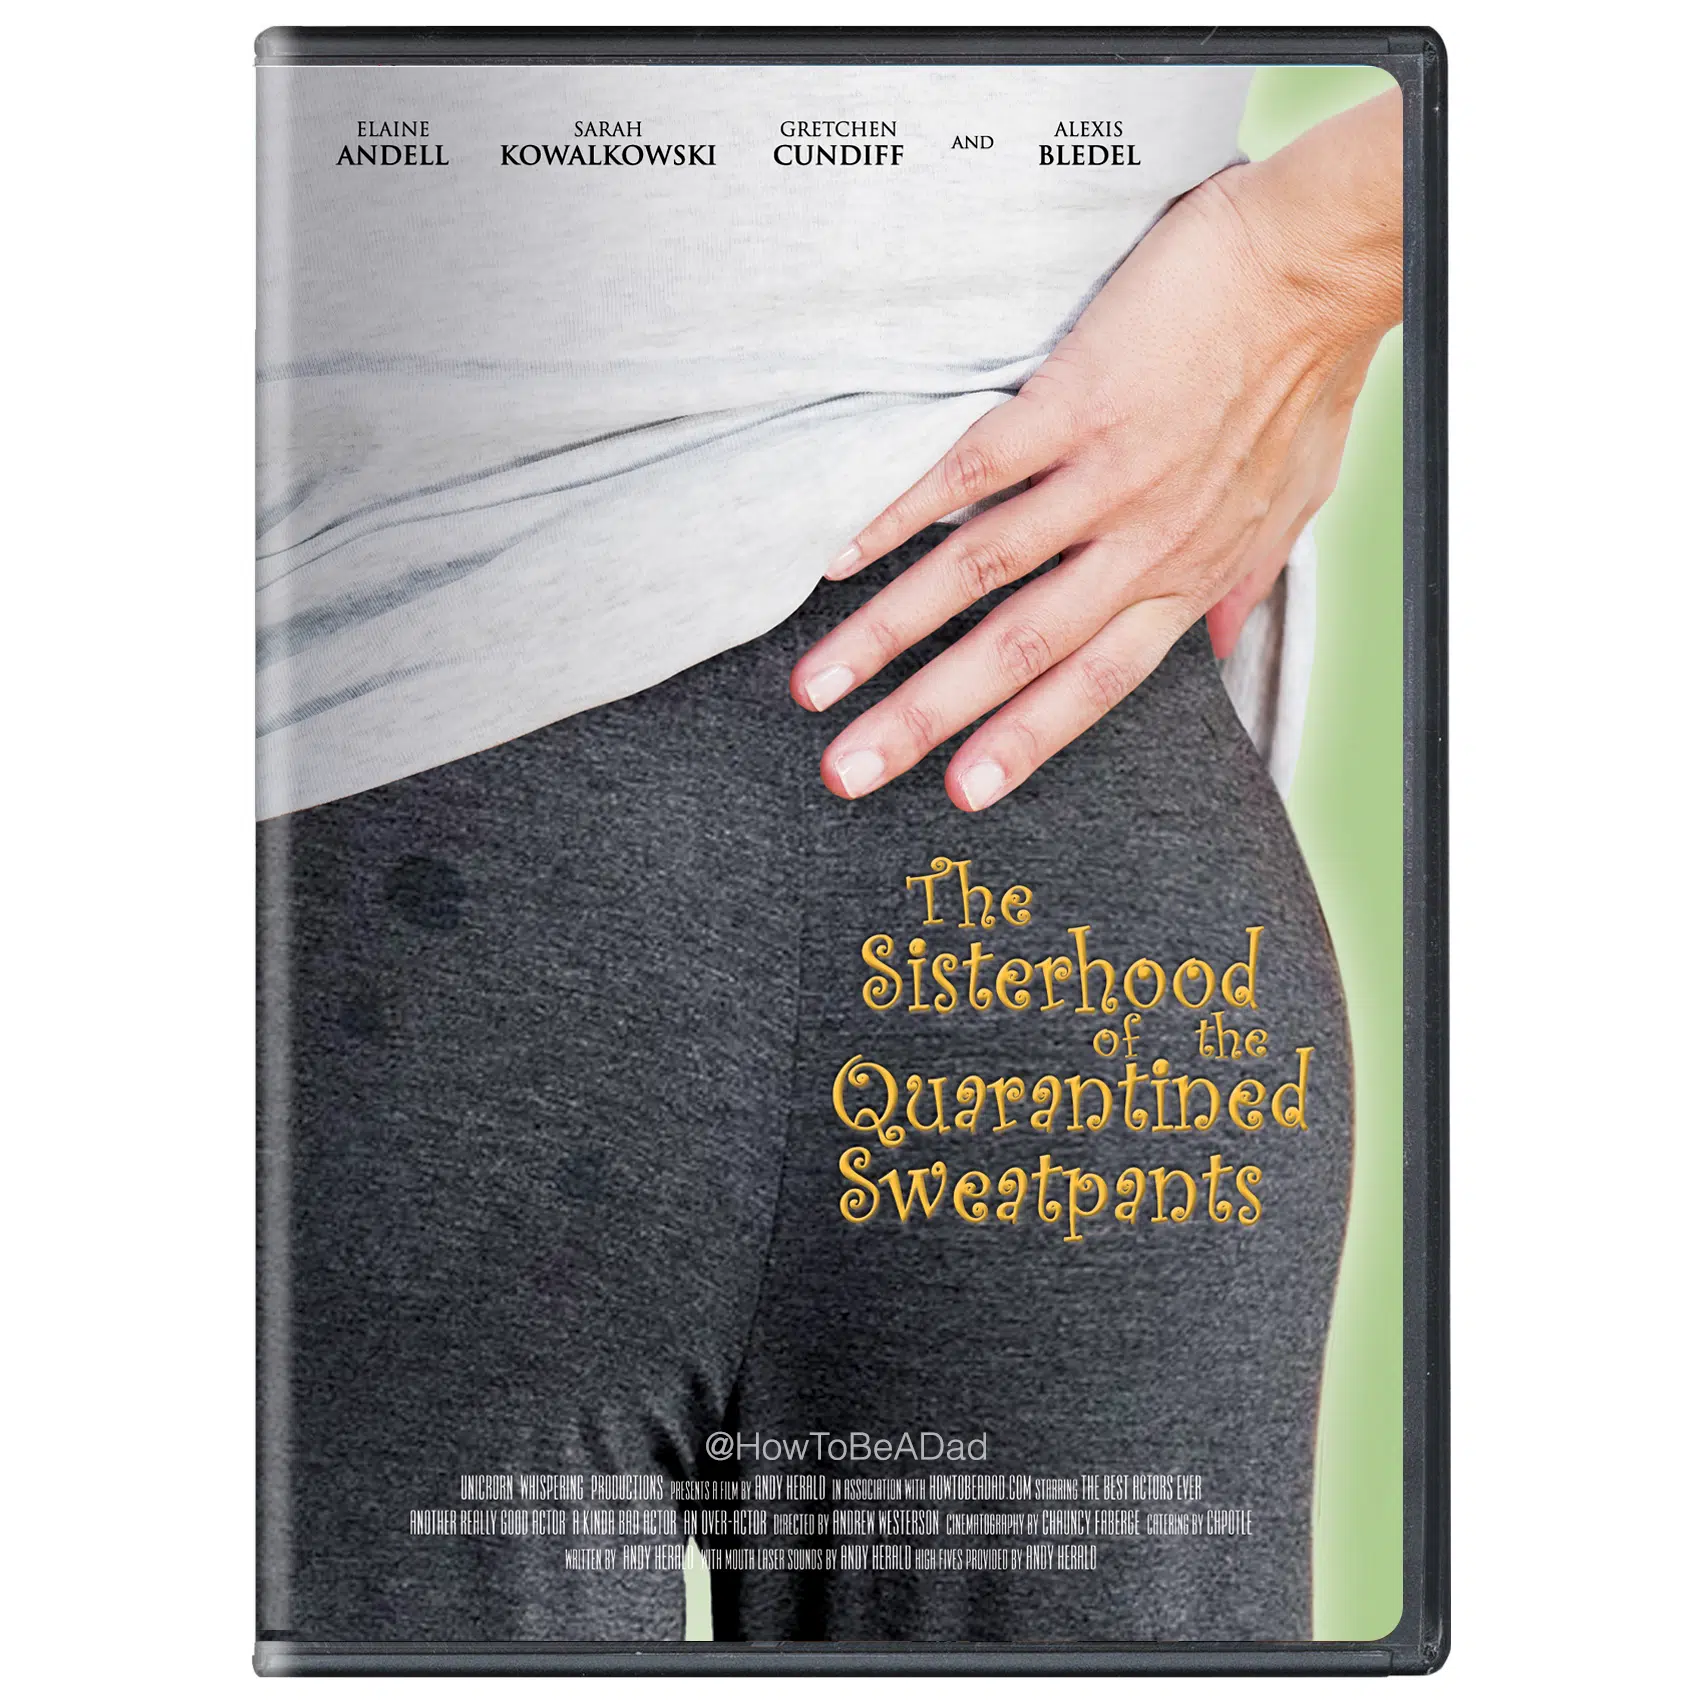 ELAINE ANDELL
SARAH KOWALKOWSKI
GRETCHEN CUNDIFF
AND
ALEXIS BLEDEL
The
Sisterhood
of the
Quarantined
Sweatpants
@HowToBeADad
UNICRORN WHISPERING PRODUCTIONS PRESENTS A FILM BY ANDY HERALD IN ASSOCIATION WITH HOWTOBEADAD.COM STARRING THE BEST ACTORS EVER
ANOTHER REALLY GOOD ACTOR A KINDA BAD ACTOR AN OVER-ACTOR DIRECTED BY ANDREW WESTERSON CINEMATOGRAPHY BY CHAUNCY FABERGE CATERING BY CHPOTLE
WRITTEN BY ANDY HERALD WITH MOUTH LASER SOUNDS BY ANDY HERALD HIGH FIVES PROVIDED BY ANDY HERALD